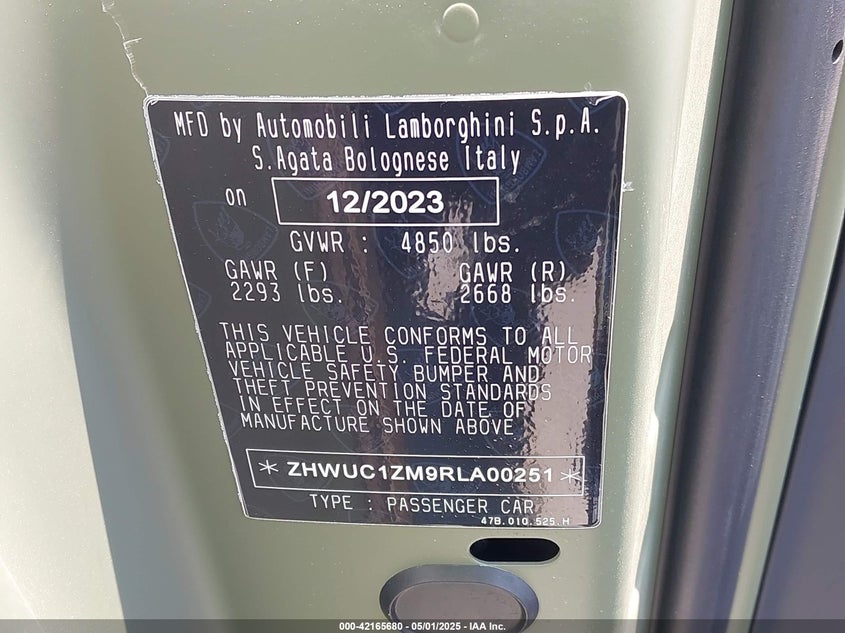 MFD by Automobili Lamborghini S.p.A.
S.Agata Bolognese Italy
on 12/2023
GVWR : 4850 lbs.
GAWR (F) GAWR (R)
2293 lbs. 2668 lbs.
THIS VEHICLE CONFORMS TO ALL
APPLICABLE U.S. FEDERAL MOTOR
VEHICLE SAFETY BUMPER AND
THEFT PREVENTION STANDARDS
IN EFFECT ON THE DATE OF
MANUFACTURE SHOWN ABOVE
* ZHWUC1ZM9RLA00251 *
TYPE : PASSENGER CAR
47B.010.525.H
000-42165680 - 05/01/2025 - IAA Inc.